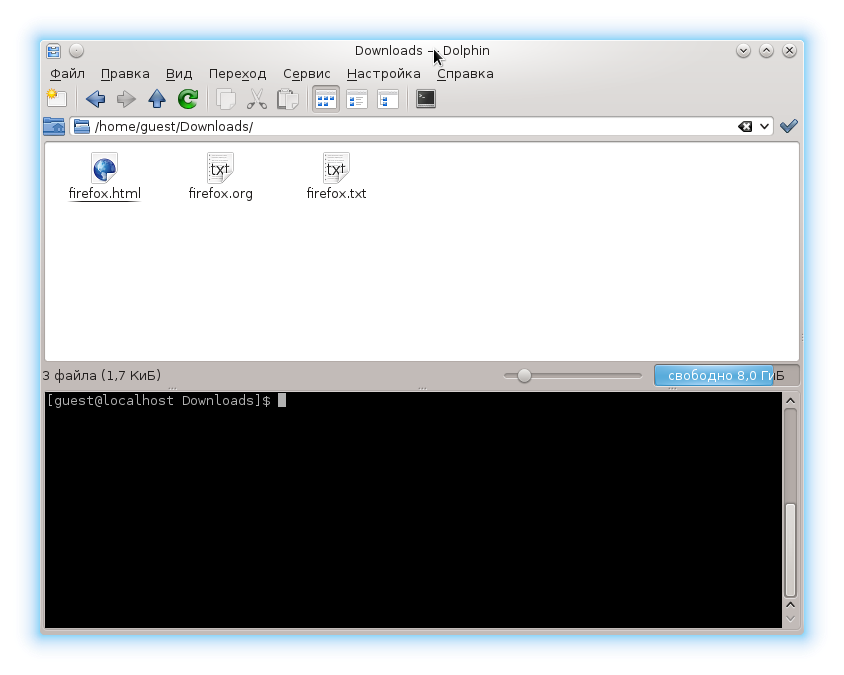 Downloads – Dolphin
Файл Правка Вид Переход Сервис Настройка Справка
/home/guest/Downloads/
txt txt
firefox.html firefox.org firefox.txt
3 файла (1,7 КиБ) свободно 8,0 ГиБ
[guest@localhost Downloads]$